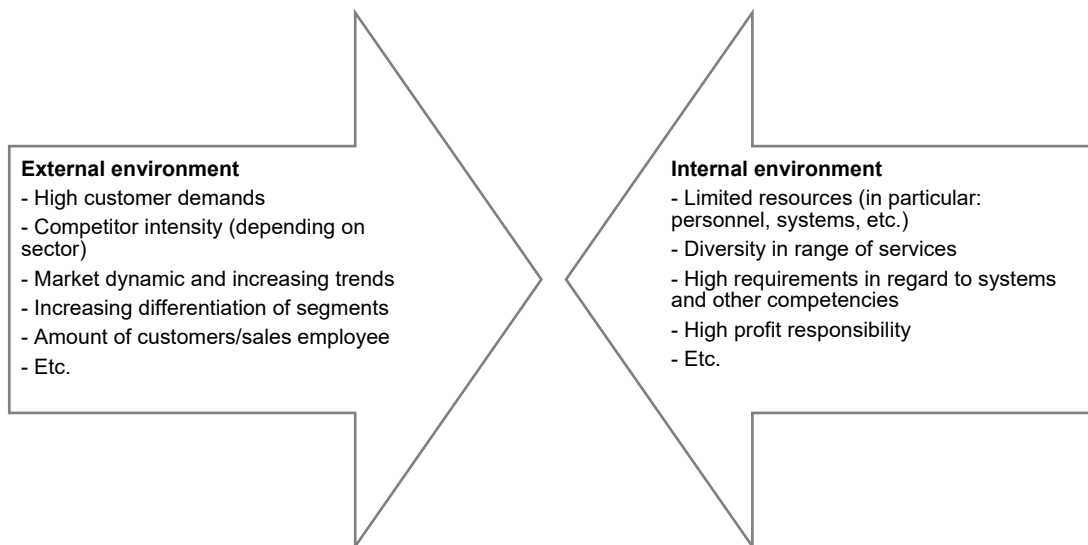 External environment
- High customer demands
- Competitor intensity (depending on
sector)
- Market dynamic and increasing trends
- Increasing differentiation of segments
- Amount of customers/sales employee
- Etc.
Internal environment
- Limited resources (in particular:
personnel, systems, etc.)
- Diversity in range of services
- High requirements in regard to systems
and other competencies
- High profit responsibility
- Etc.